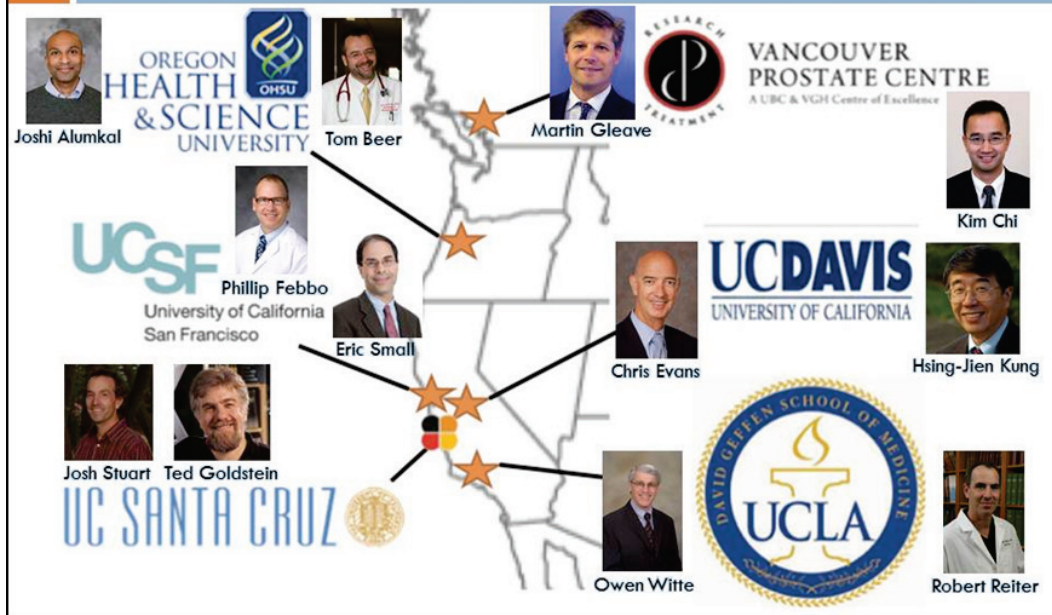 OREGON
HEALTH
& SCIENCE
UNIVERSITY
OHSU
Joshi Alumkal
Tom Beer
Martin Gleave
RESEARCH
TREATMENT
VANCOUVER
PROSTATE CENTRE
A UBC & VGH Centre of Excellence
Kim Chi
UCSF
University of California
San Francisco
Phillip Febbo
Eric Small
Chris Evans
UCDAVIS
UNIVERSITY OF CALIFORNIA
Hsing-Jien Kung
Josh Stuart
Ted Goldstein
UC SANTA CRUZ
Owen Witte
DAVID GEFFEN SCHOOL OF MEDICINE
UCLA
Robert Reiter